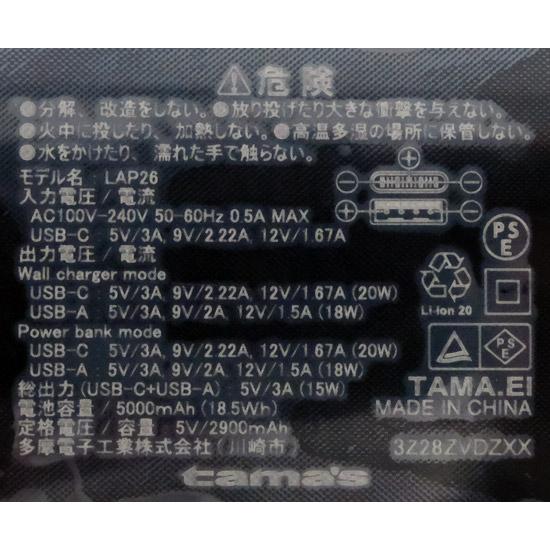 ⚠危険
●分解、改造をしない。●放り投げたり大きな衝撃を与えない。
●火中に投したり、加熱しない。●高温多湿の場所に保管しない。
●水をかけたり、濡れた手で触らない。
モデル名： LAP26
入力電圧 / 電流
AC100V-240V 50-60Hz 0.5A MAX
USB-C 5V/3A, 9V/2.22A, 12V/1.67A
出力電圧 / 電流
Wall charger mode
USB-C 5V/3A, 9V/2.22A, 12V/1.67A (20W)
USB-A 5V/3A, 9V/2A, 12V/1.5A (18W)
Power bank mode
USB-C 5V/3A, 9V/2.22A, 12V/1.67A (20W)
USB-A 5V/3A, 9V/2A, 12V/1.5A (18W)
総出力 (USB-C+USB-A) 5V/3A (15W)
電池容量 / 5000mAh (18.5Wh)
定格電圧 / 容量 5V/2900mAh
多摩電子工業株式会社 (川崎市)
PSE
Li-ion 20
PSE
TAMA.EI
MADE IN CHINA
3Z28ZVDZXX
tama's